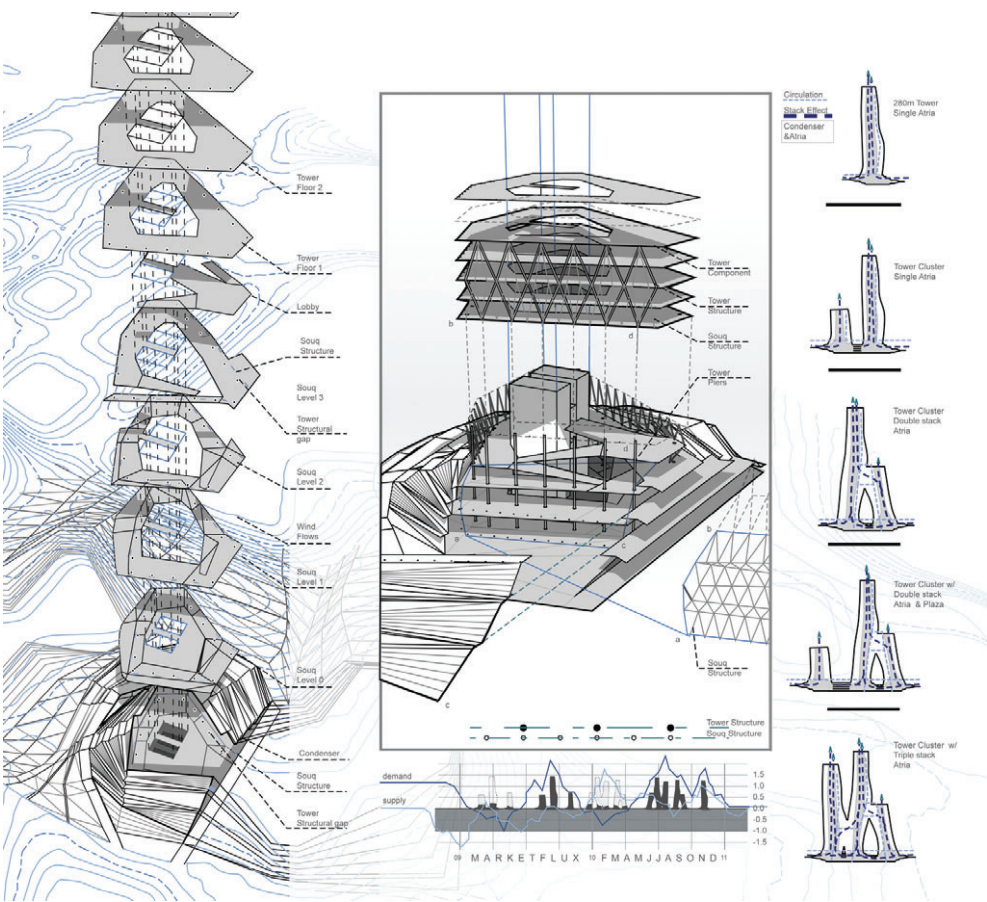 Tower
Floor 2
Tower
Floor 1
Lobby
Souq
Structure
Souq
Level 3
Tower
Structural
gap
Souq
Level 2
Wind
Flows
Souq
Level 1
Souq
Level 0
Condenser
Souq
Structure
Tower
Structural gap
Tower
Component
Tower
Structure
b
d
Souq
Structure
Tower
Piers
d
b
e
c
a
Souq
Structure
c
Tower Structure
Souq Structure
demand
supply
1.5
1.0
0.5
0.0
-0.5
-1.0
-1.5
09 M A R K E T F L U X 10 F M A M J J A S O N D 11
Circulation
Stack Effect
Condenser
&Atria
280m Tower
Single Atria
Tower Cluster
Single Atria
Tower Cluster
Double stack
Atria
Tower Cluster w/
Double stack
Atria & Plaza
Tower Cluster w/
Triple stack
Atria